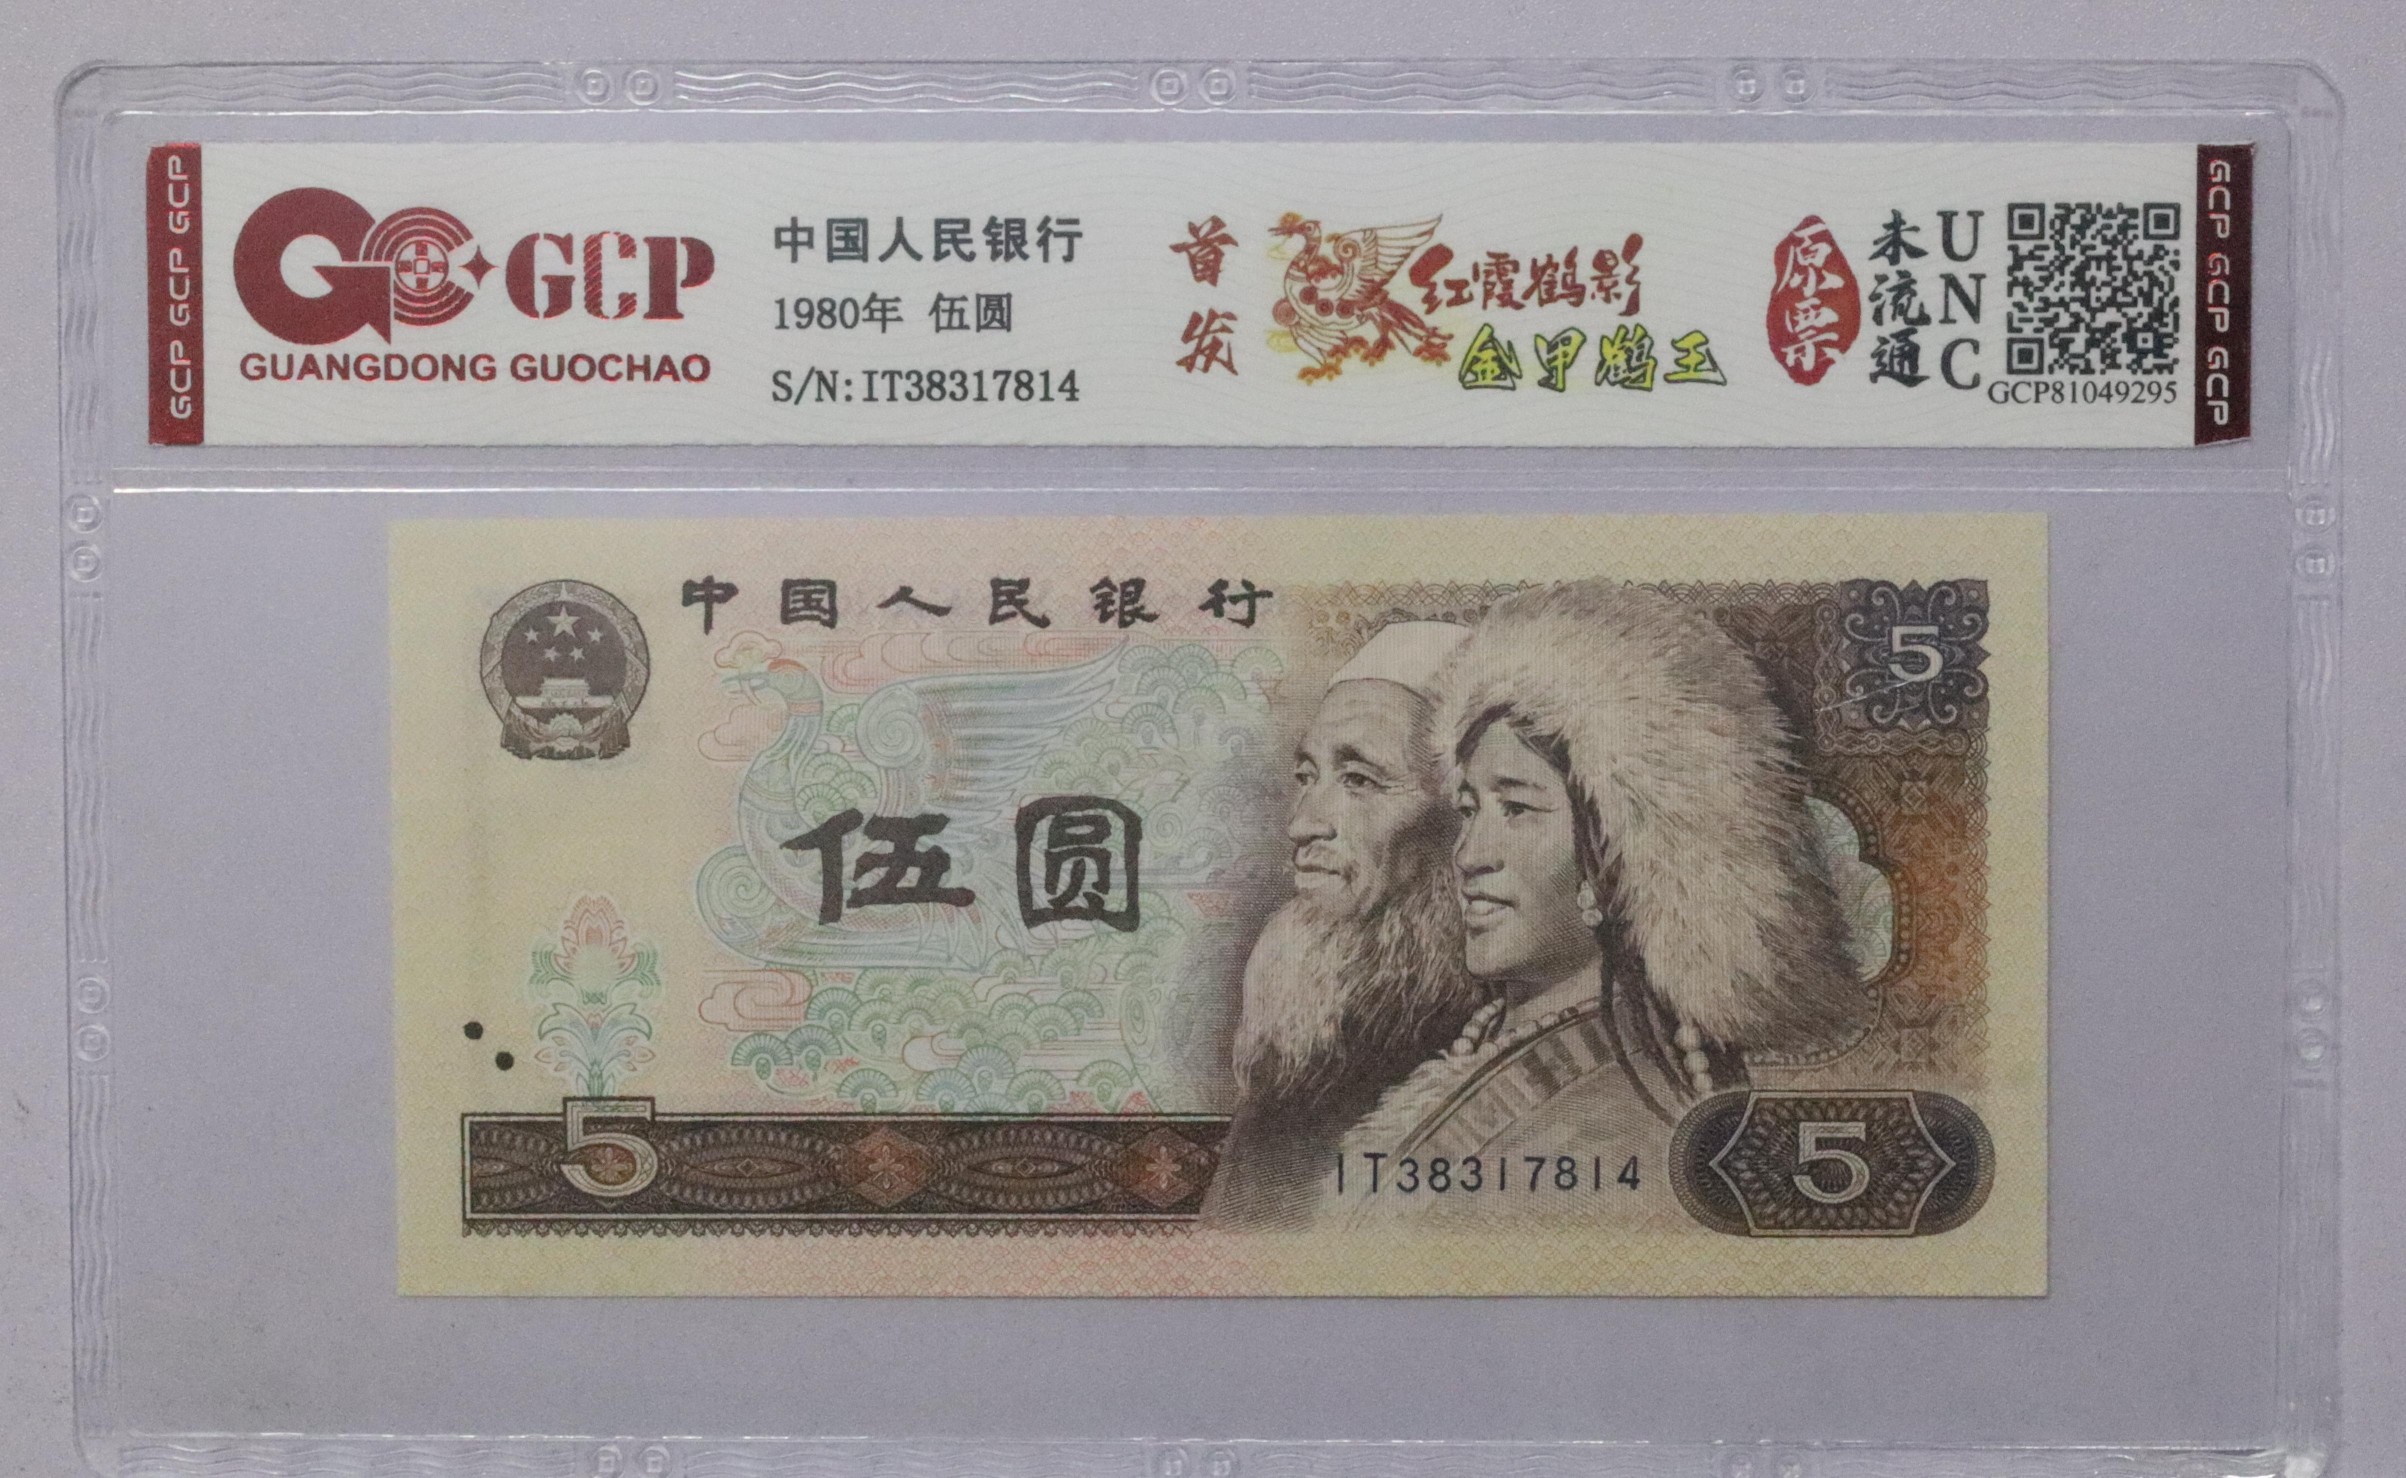 GCP GCP GCP
GCP
GUANGDONG GUOCHAO
中国人民银行
1980年 伍圆
S/N:IT38317814
首发
红霞鹤影
金甲鹤王
原票
未流通
UNC
GCP81049295
GCP GCP GCP
中国人民银行
5
伍圆
5
IT38317814
5